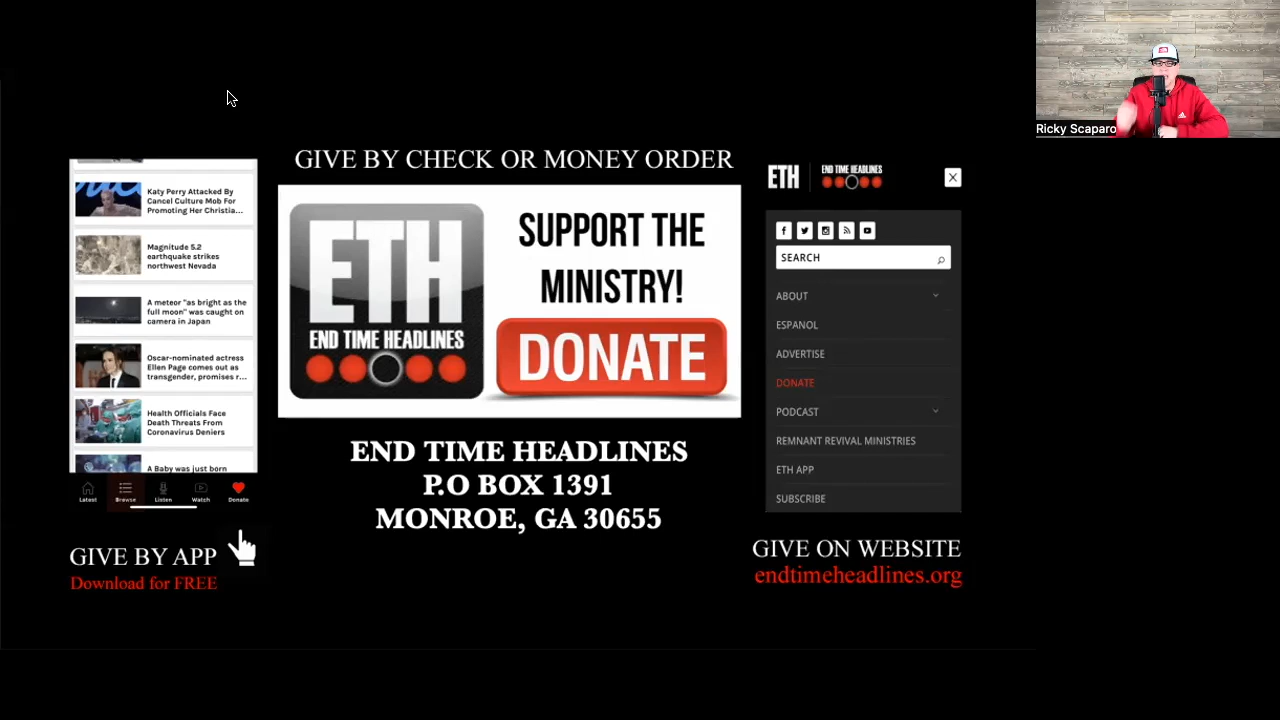 Ricky Scaparo
GIVE BY CHECK OR MONEY ORDER
Katy Perry Attacked By
Cancel Culture Mob For
Promoting Her Christia...
Magnitude 5.2
earthquake strikes
northwest Nevada
A meteor "as bright as the
full moon" was caught on
camera in Japan
Oscar-nominated actress
Ellen Page comes out as
transgender, promises r...
Health Officials Face
Death Threats From
Coronavirus Deniers
A Baby was just born
Latest
Browse
Listen
Watch
Donate
GIVE BY APP
Download for FREE
ETH
END TIME HEADLINES
SUPPORT THE
MINISTRY!
DONATE
END TIME HEADLINES
P.O BOX 1391
MONROE, GA 30655
ETH
END TIME HEADLINES
X
SEARCH
ABOUT
ESPANOL
ADVERTISE
DONATE
PODCAST
REMNANT REVIVAL MINISTRIES
ETH APP
SUBSCRIBE
GIVE ON WEBSITE
endtimeheadlines.org